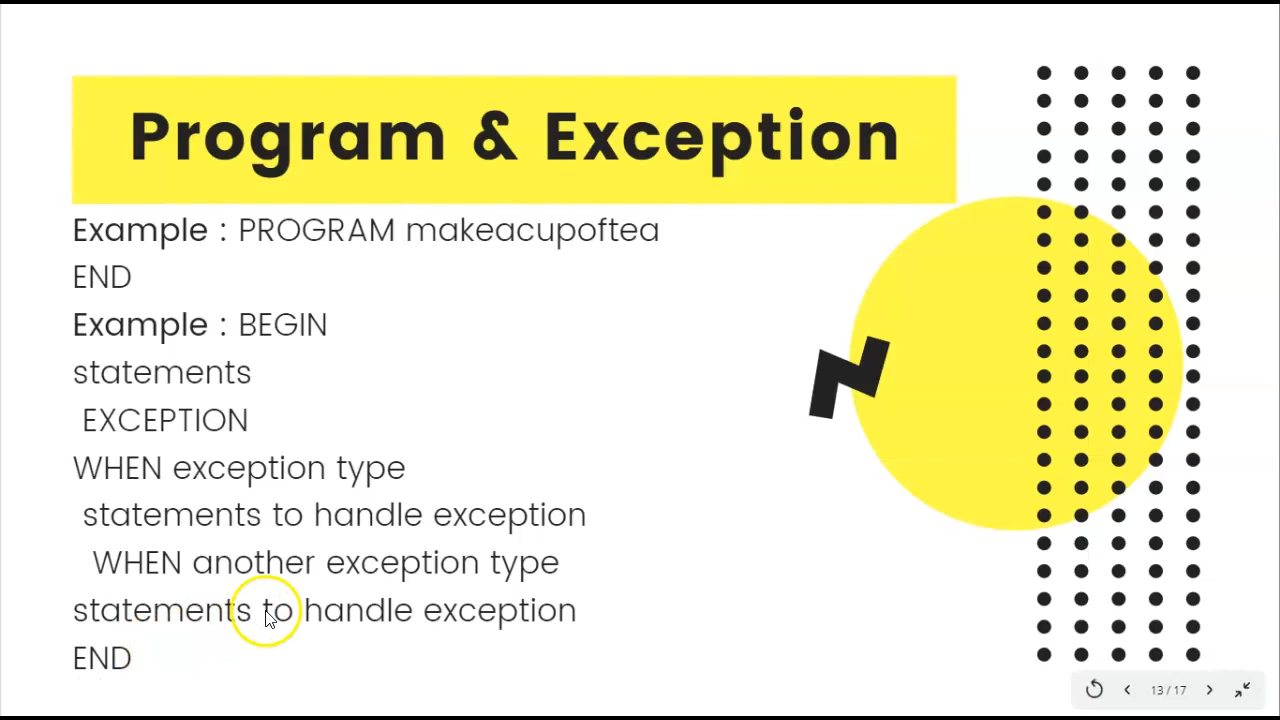 Program & Exception
Example : PROGRAM makeacupoftea
END
Example : BEGIN
statements
EXCEPTION
WHEN exception type
statements to handle exception
WHEN another exception type
statements to handle exception
END
13 / 17